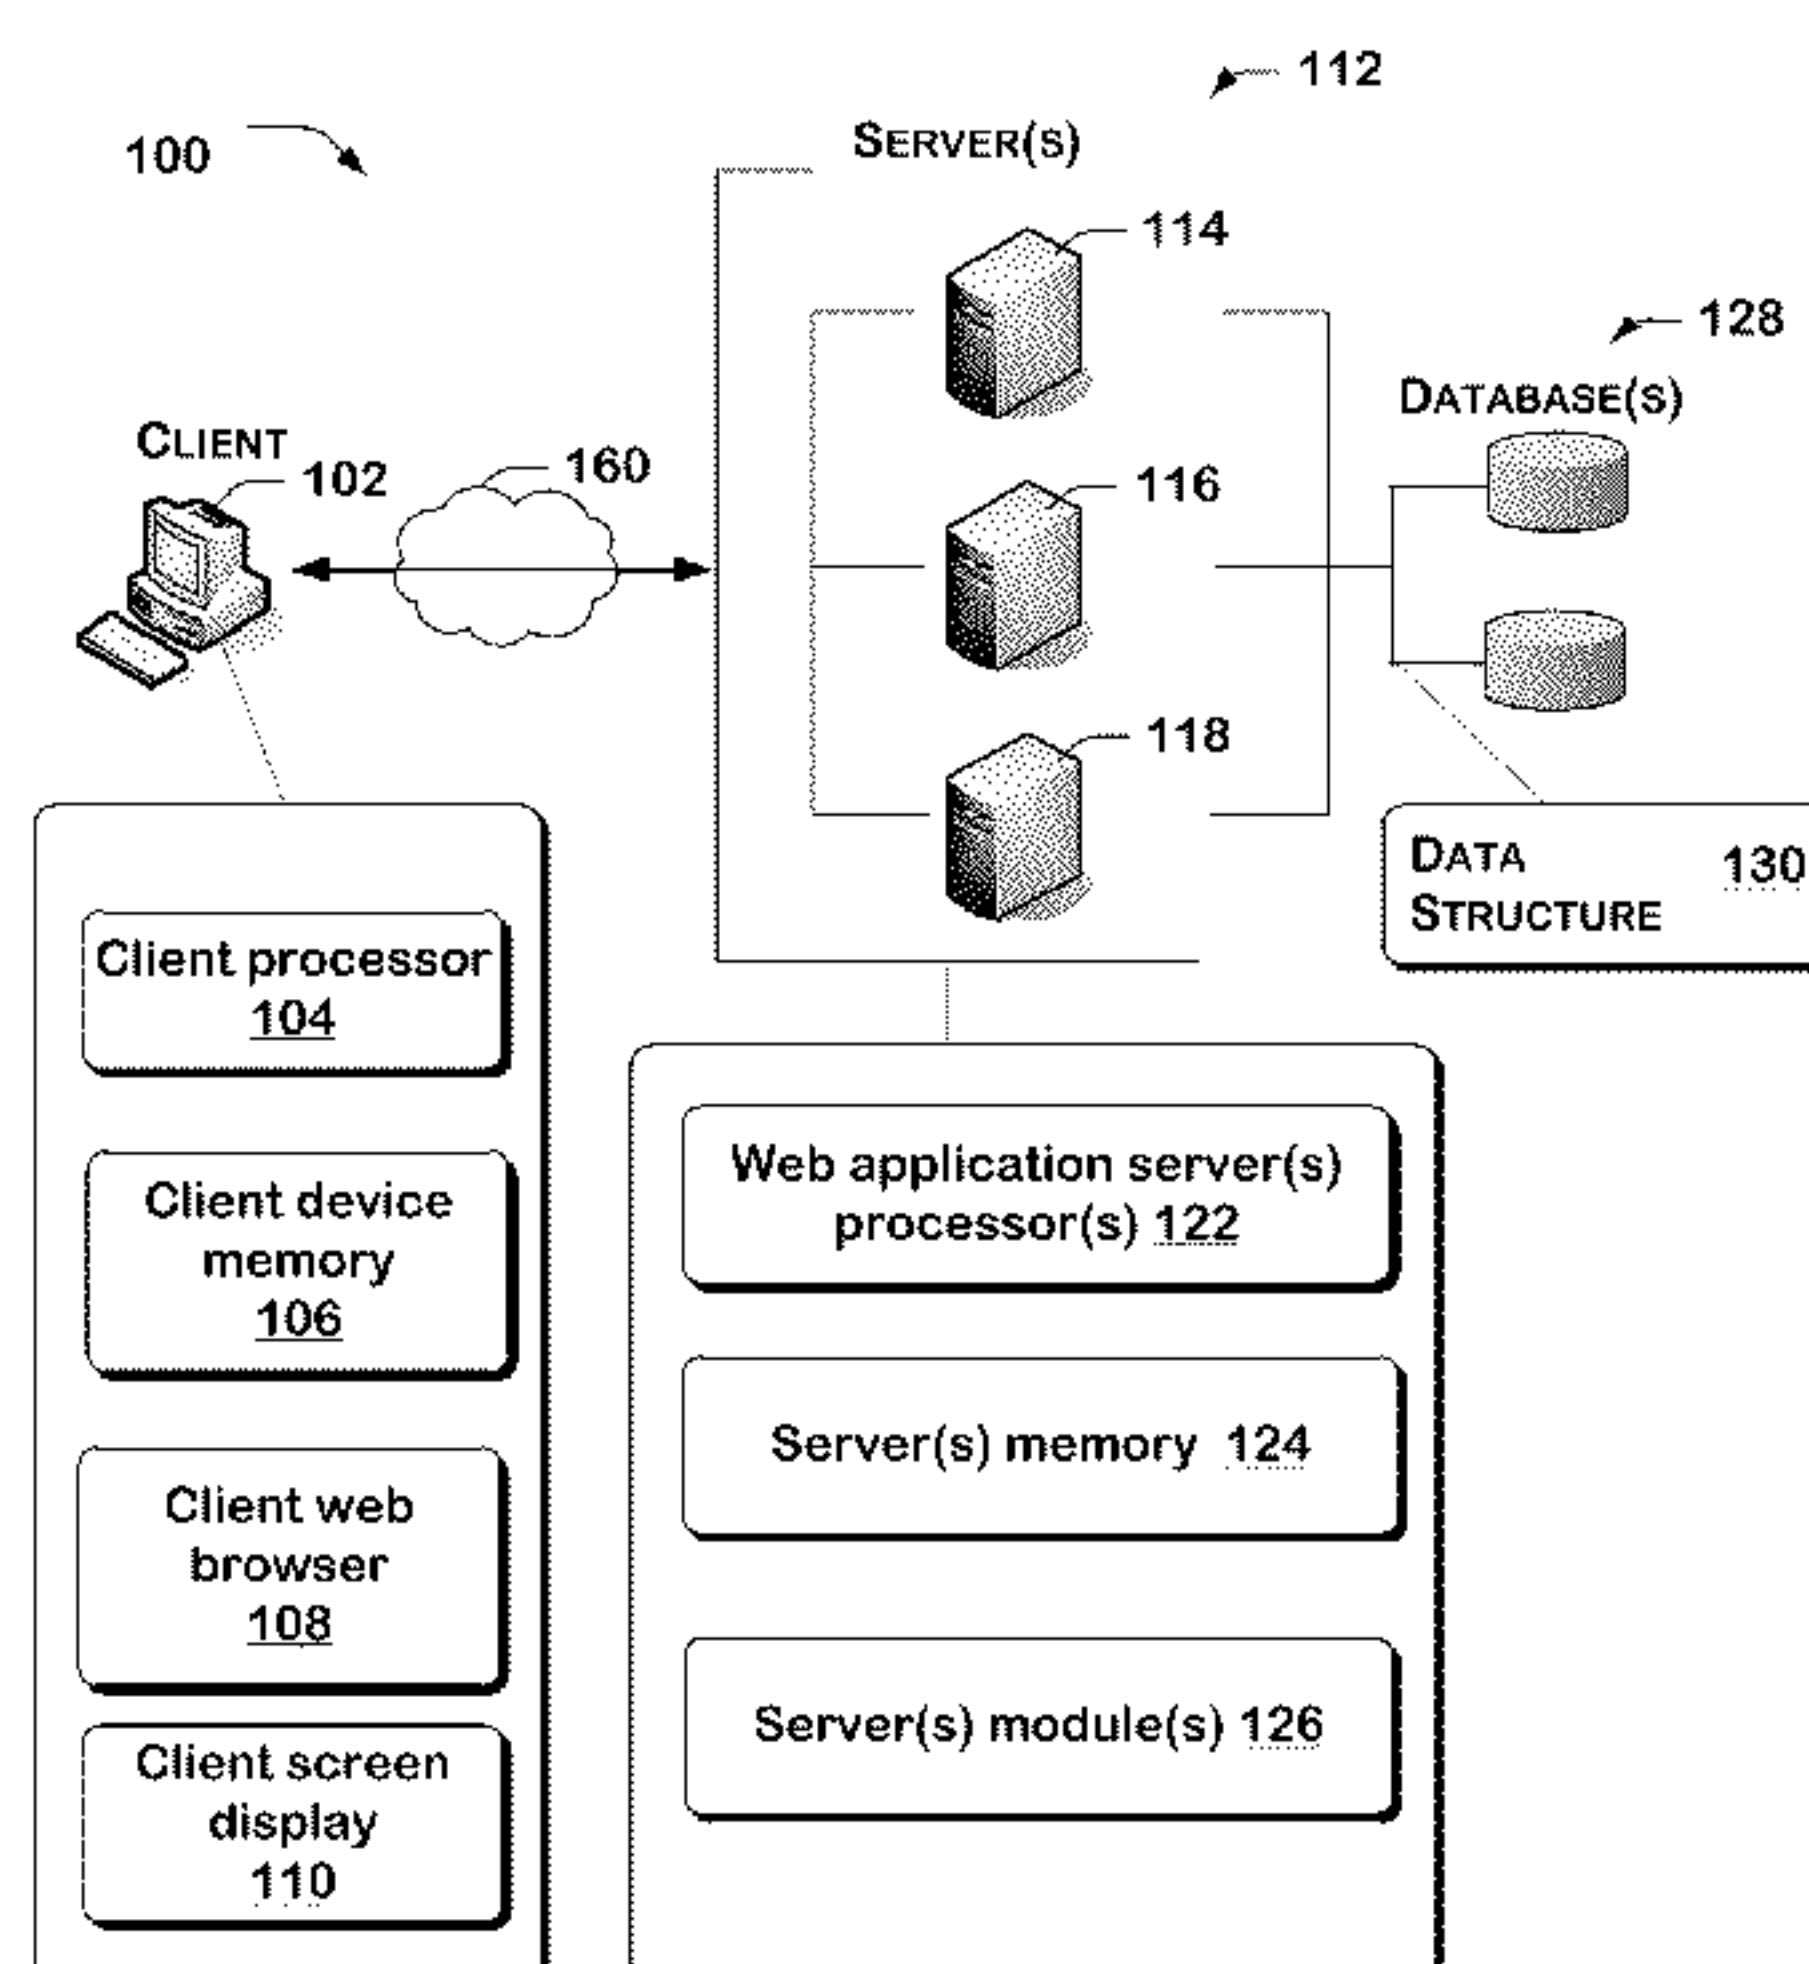 112
SERVER(S)
100
114
128
DATABASE(S)
CLIENT
102
160
116
118
DATA 130
STRUCTURE
Client processor
104
Client device
memory
106
Client web
browser
108
Client screen
display
110
Web application server(s)
processor(s) 122
Server(s) memory 124
Server(s) module(s) 126